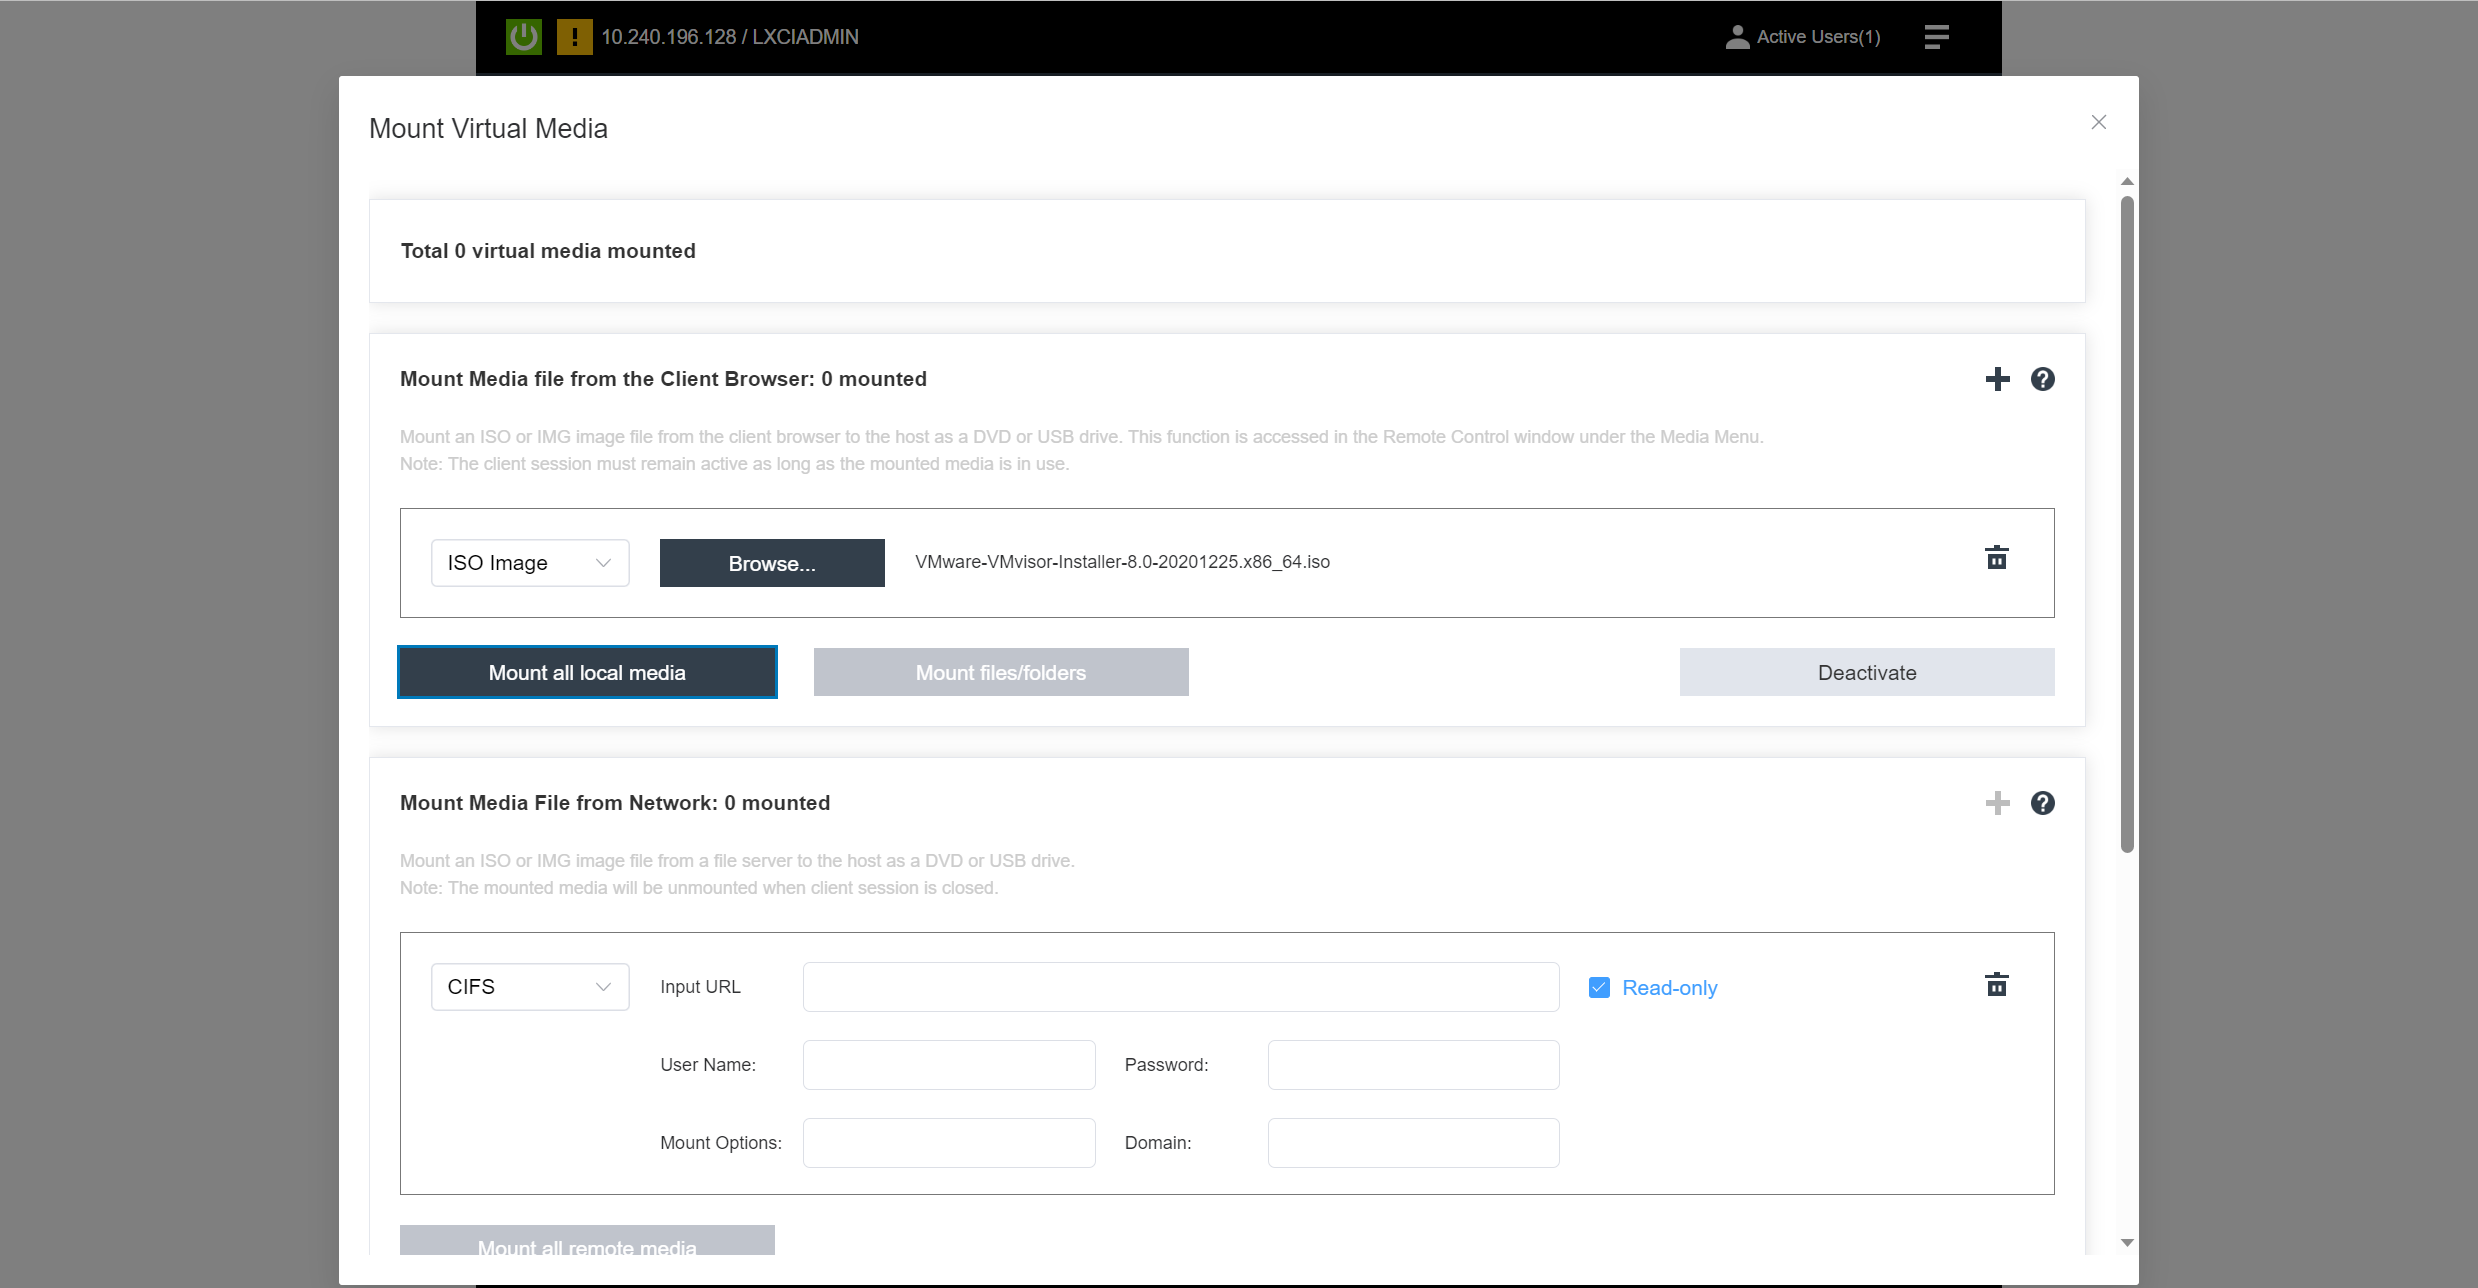 10.240.196.128 / LXCIADMIN
Active Users(1)
Mount Virtual Media
Total 0 virtual media mounted
Mount Media file from the Client Browser: 0 mounted
Mount an ISO or IMG image file from the client browser to the host as a DVD or USB drive. This function is accessed in the Remote Control window under the Media Menu.
Note: The client session must remain active as long as the mounted media is in use.
ISO Image
Browse...
VMware-VMvisor-Installer-8.0-20201225.x86_64.iso
Mount all local media
Mount files/folders
Deactivate
Mount Media File from Network: 0 mounted
Mount an ISO or IMG image file from a file server to the host as a DVD or USB drive.
Note: The mounted media will be unmounted when client session is closed.
CIFS
Input URL
Read-only
User Name:
Password:
Mount Options:
Domain:
Mount all remote media